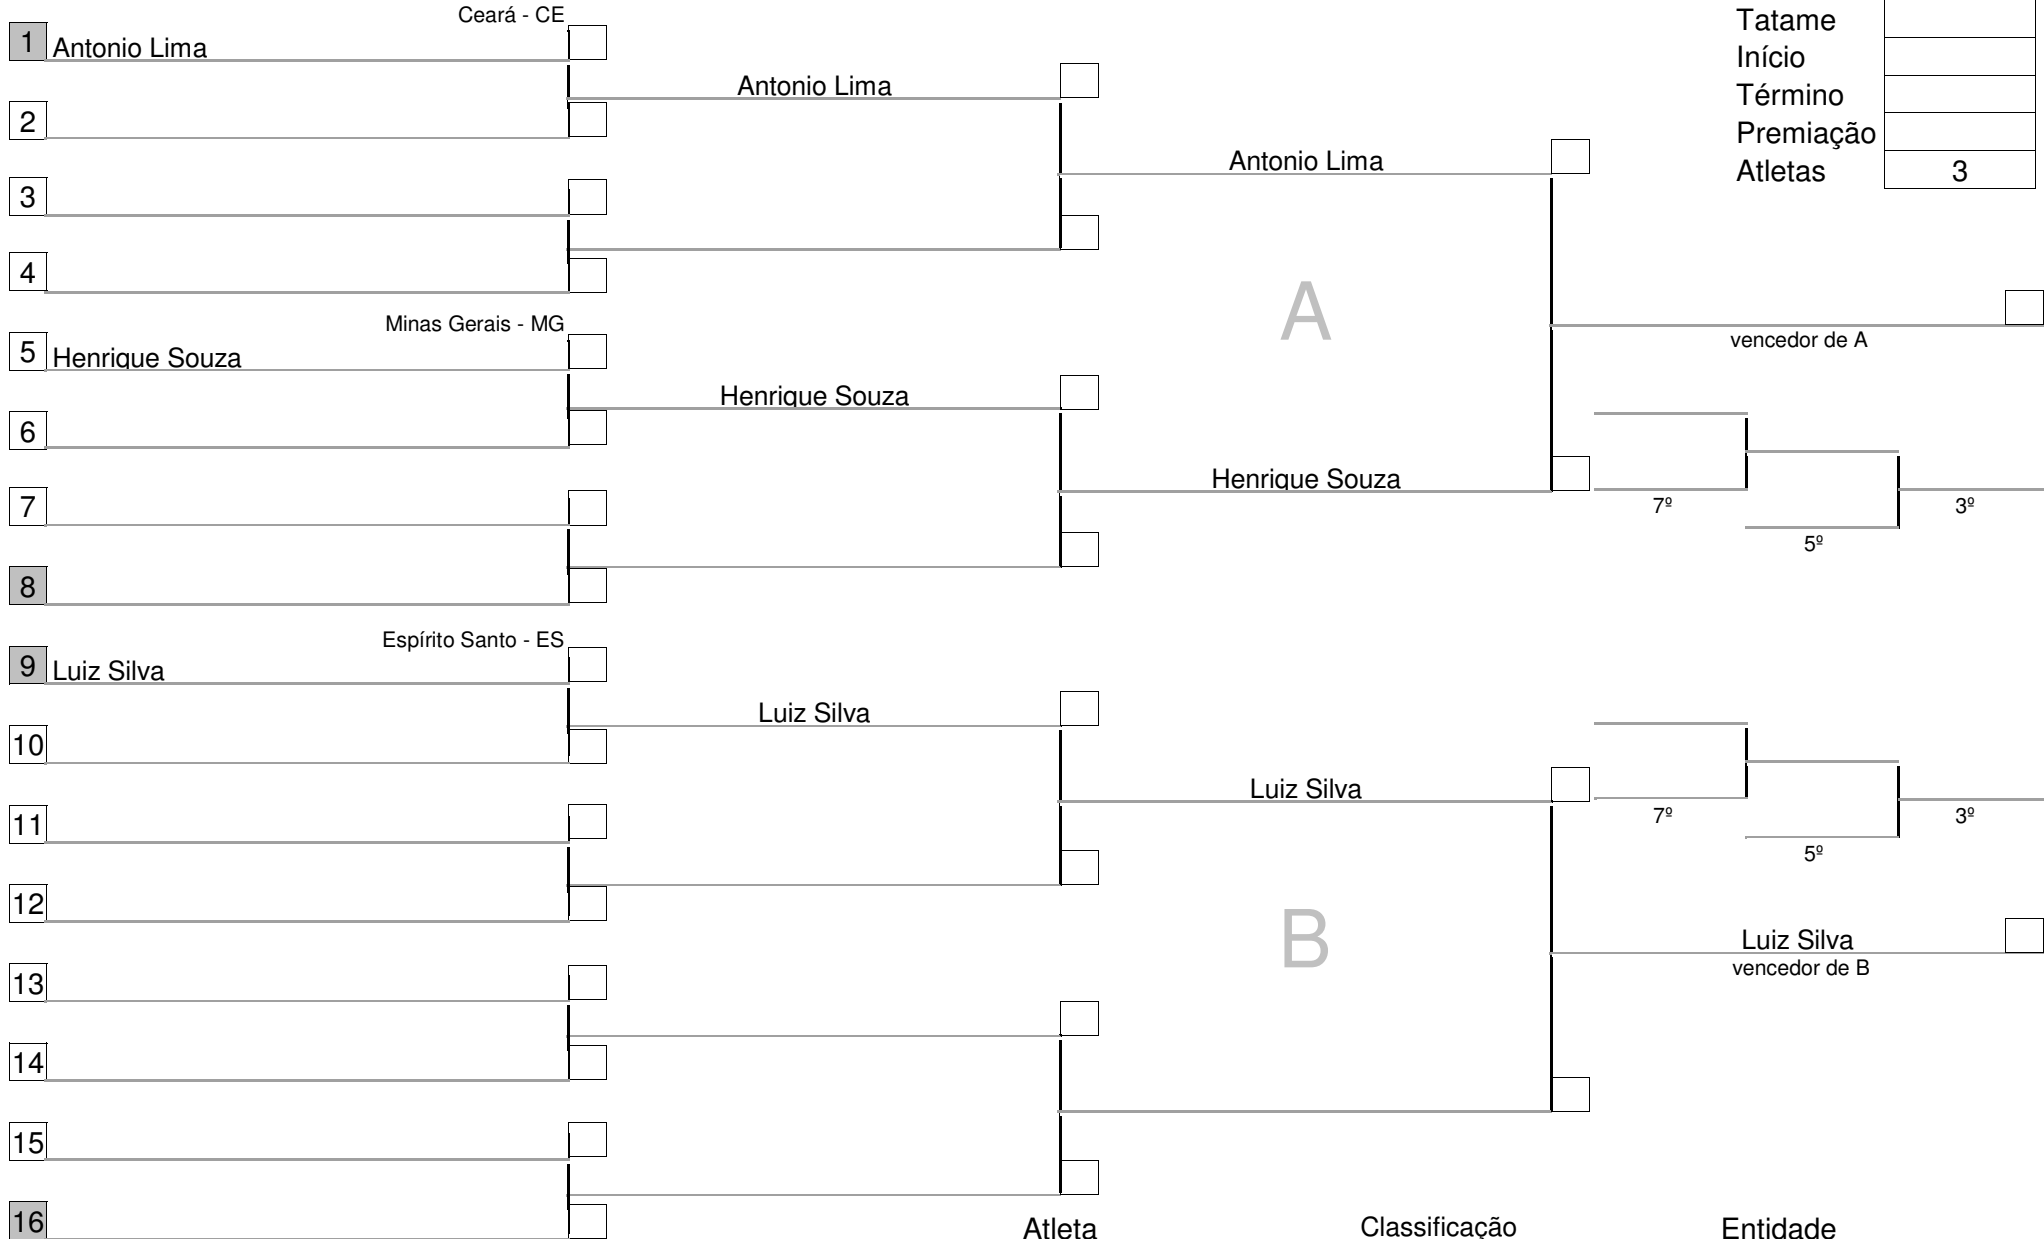 Ceará - CE
1 Antonio Lima
Antonio Lima
2
Antonio Lima
3
4
Minas Gerais - MG
5 Henrique Souza
Henrique Souza
6
Henrique Souza
7
8
A
vencedor de A
7º
5º
3º
Tatame
Início
Término
Premiação
Atletas 3
Espírito Santo - ES
9 Luiz Silva
Luiz Silva
10
Luiz Silva
11
12
B
13
14
15
16
7º
5º
3º
Luiz Silva
vencedor de B
Atleta Classificação Entidade